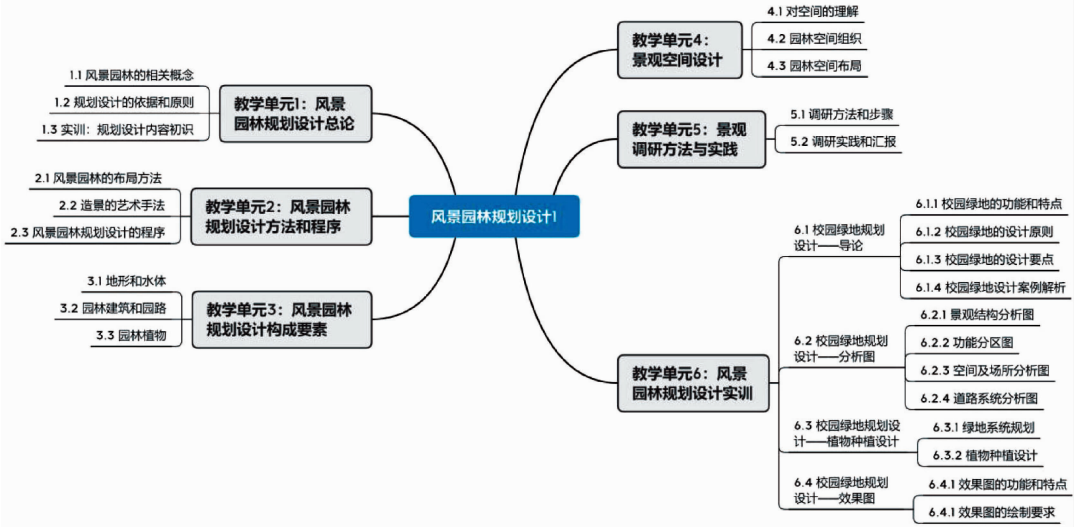 风景园林规划设计1
教学单元1：风景
园林规划设计总论
1.1 风景园林的相关概念
1.2 规划设计的依据和原则
1.3 实训：规划设计内容初识
教学单元2：风景园林
规划设计方法和程序
2.1 风景园林的布局方法
2.2 造景的艺术手法
2.3 风景园林规划设计的程序
教学单元3：风景园林
规划设计构成要素
3.1 地形和水体
3.2 园林建筑和园路
3.3 园林植物
教学单元4：
景观空间设计
4.1 对空间的理解
4.2 园林空间组织
4.3 园林空间布局
教学单元5：景观
调研方法与实践
5.1 调研方法和步骤
5.2 调研实践和汇报
教学单元6：风景
园林规划设计实训
6.1 校园绿地规划
设计——导论
6.1.1 校园绿地的功能和特点
6.1.2 校园绿地的设计原则
6.1.3 校园绿地的设计要点
6.1.4 校园绿地设计案例解析
6.2 校园绿地规划
设计——分析图
6.2.1 景观结构分析图
6.2.2 功能分区图
6.2.3 空间及场所分析图
6.2.4 道路系统分析图
6.3 校园绿地规划设
计——植物种植设计
6.3.1 绿地系统规划
6.3.2 植物种植设计
6.4 校园绿地规划
设计——效果图
6.4.1 效果图的功能和特点
6.4.1 效果图的绘制要求